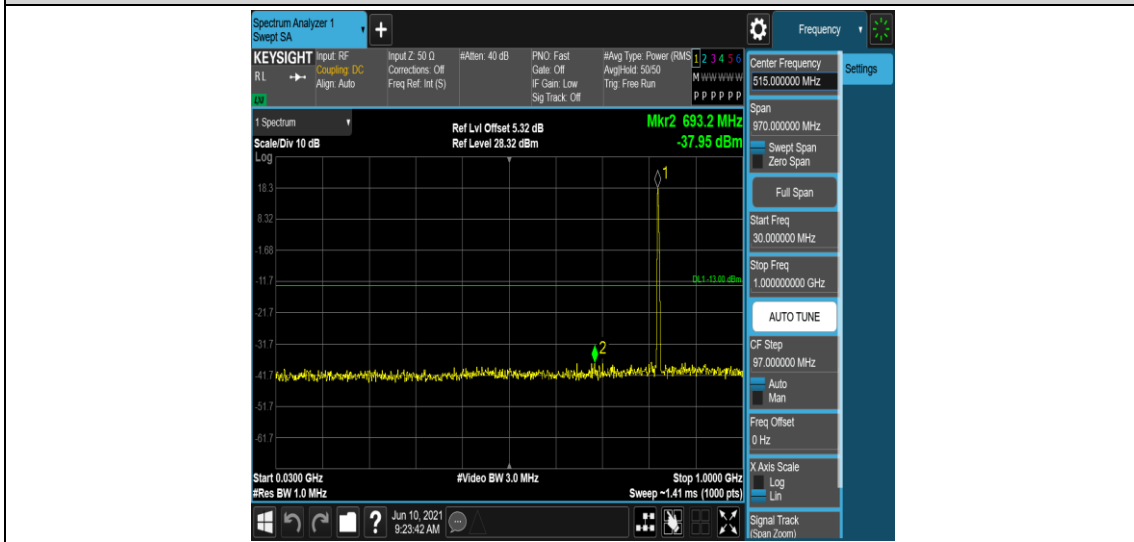 Spectrum Analyzer 1
Swept SA
+
Frequency
KEYSIGHT
RL
Input: RF
Coupling: DC
Align: Auto
Input Z: 50 Ω
Corrections: Off
Freq Ref: Int (S)
#Atten: 40 dB
PNO: Fast
Gate: Off
IF Gain: Low
Sig Track: Off
#Avg Type: Power (RMS
Avg|Hold: 50/50
Trig: Free Run
1 2 3 4 5 6
M W W W W W
P P P P P P
1 Spectrum
Scale/Div 10 dB
Ref Lvl Offset 5.32 dB
Ref Level 28.32 dBm
Mkr2 693.2 MHz
-37.95 dBm
Log
18.3
8.32
-1.68
-11.7
-21.7
-31.7
-41.7
-51.7
-61.7
1
DL1 -13.00 dBm
2
Start 0.0300 GHz
#Res BW 1.0 MHz
#Video BW 3.0 MHz
Stop 1.0000 GHz
Sweep ~1.41 ms (1000 pts)
?
Jun 10, 2021
9:23:42 AM
Center Frequency
515.000000 MHz
Span
970.000000 MHz
Swept Span
Zero Span
Full Span
Start Freq
30.000000 MHz
Stop Freq
1.000000000 GHz
AUTO TUNE
CF Step
97.000000 MHz
Auto
Man
Freq Offset
0 Hz
X Axis Scale
Log
Lin
Signal Track
(Span Zoom)
Settings